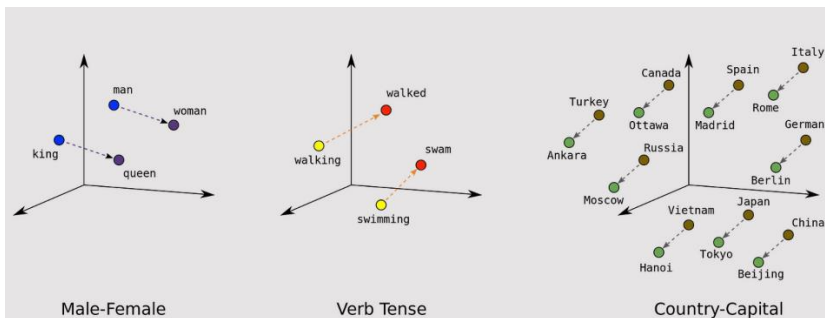 man
woman
king
queen
Male-Female
walked
swam
walking
swimming
Verb Tense
Italy
Canada
Spain
Turkey
Rome
Ottawa
Madrid
German
Ankara
Russia
Berlin
Moscow
Vietnam
Japan
China
Hanoi
Tokyo
Beijing
Country-Capital